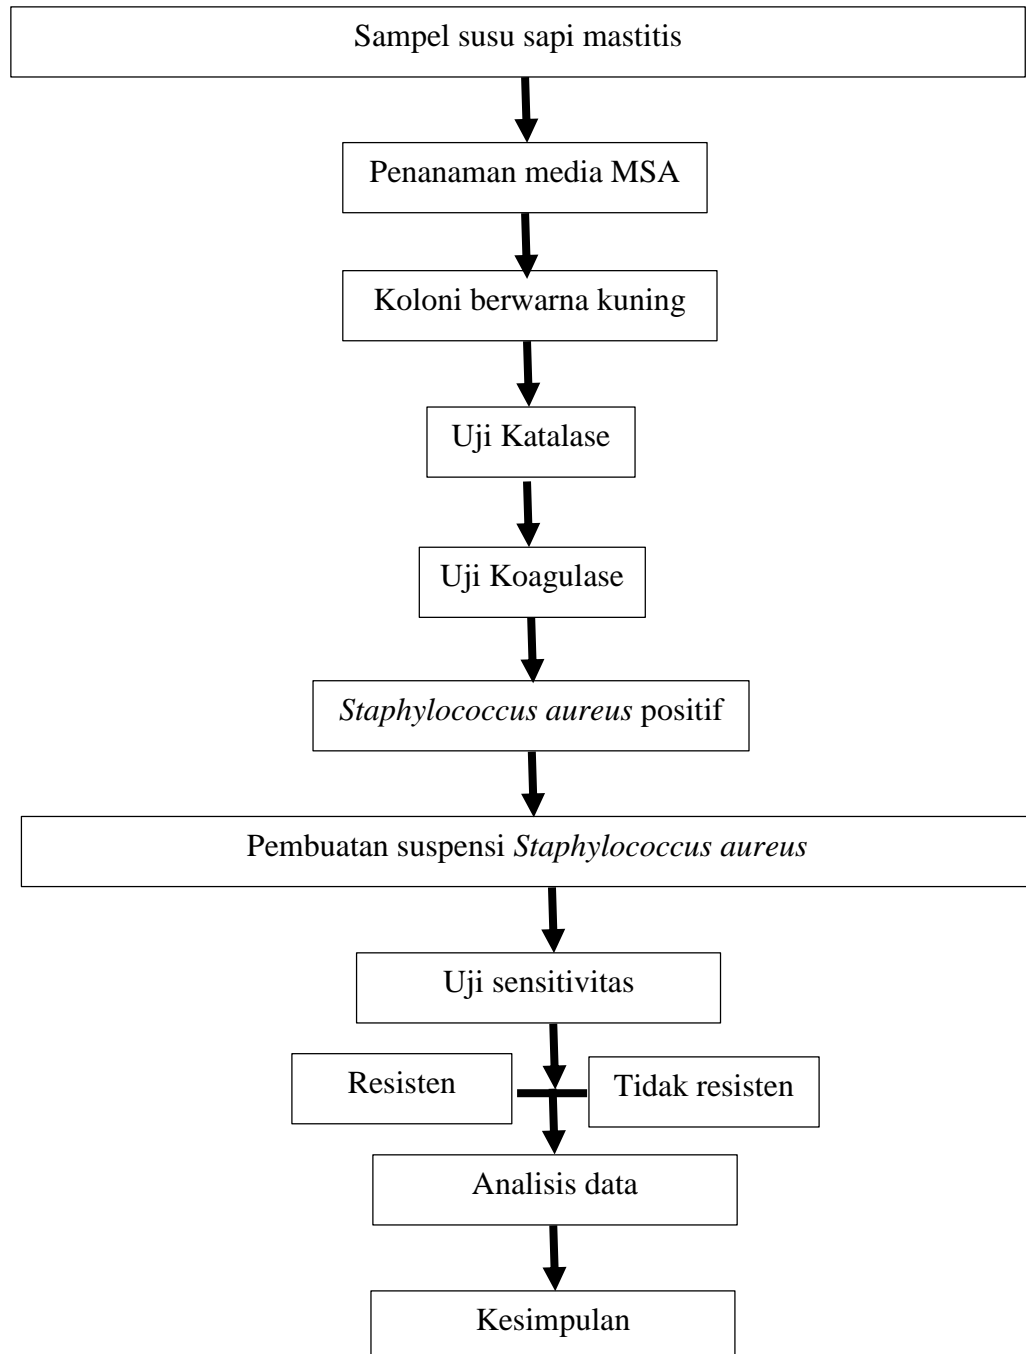 Sampel susu sapi mastitis
Penanaman media MSA
Koloni berwarna kuning
Uji Katalase
Uji Koagulase
Staphylococcus aureus positif
Pembuatan suspensi Staphylococcus aureus
Uji sensitivitas
Resisten
Tidak resisten
Analisis data
Kesimpulan